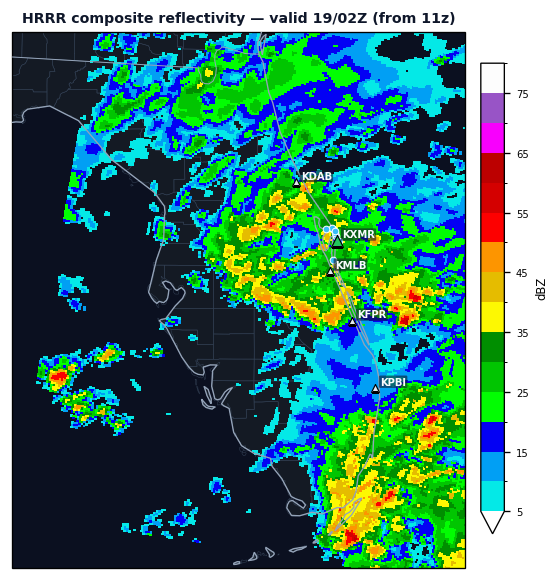 HRRR composite reflectivity — valid 19/02Z (from 11z)
KDAB
KXMR
KMLB
KFPR
KPBI
75
65
55
45
35
25
15
5
dBZ